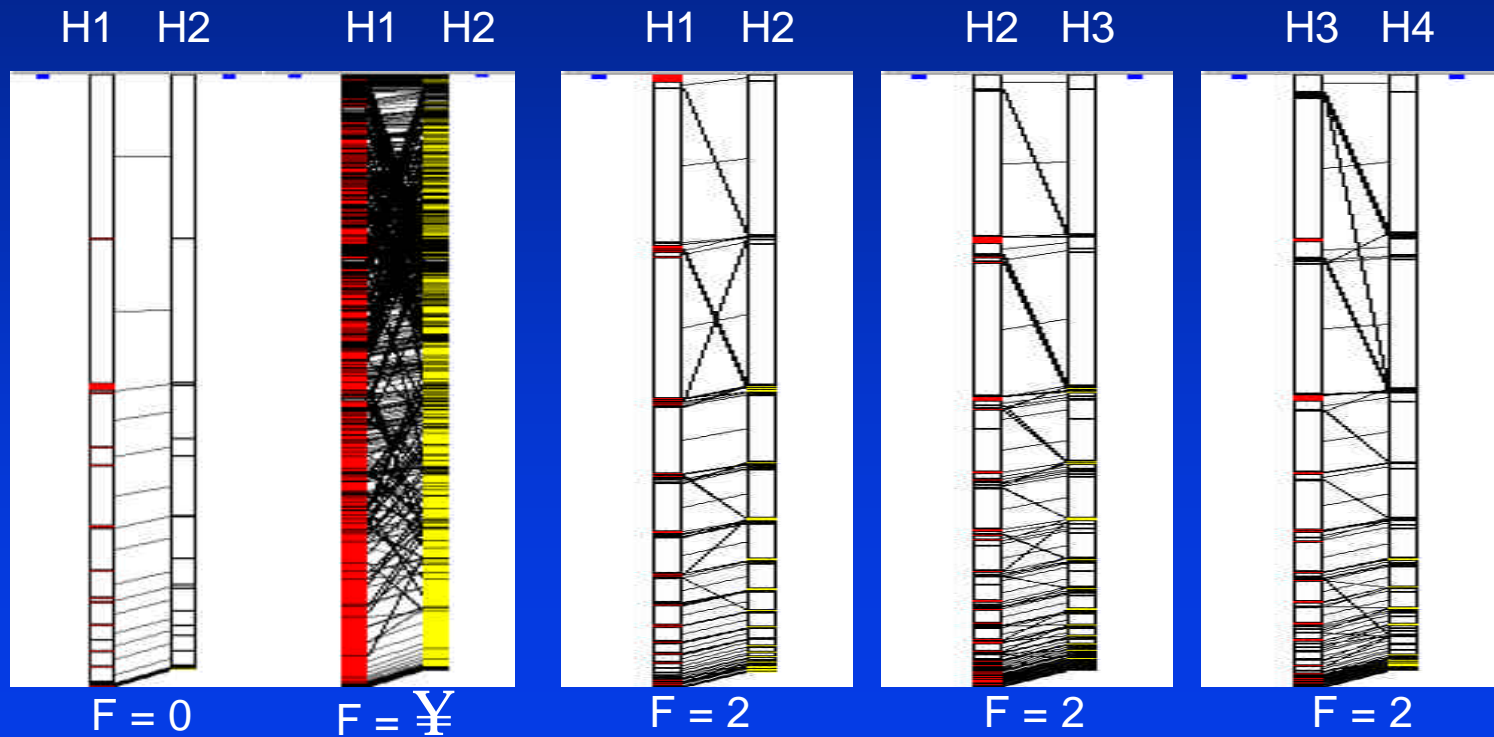 H1 H2 H1 H2 H1 H2 H2 H3 H3 H4
F = 0 F = ¥ F = 2 F = 2 F = 2